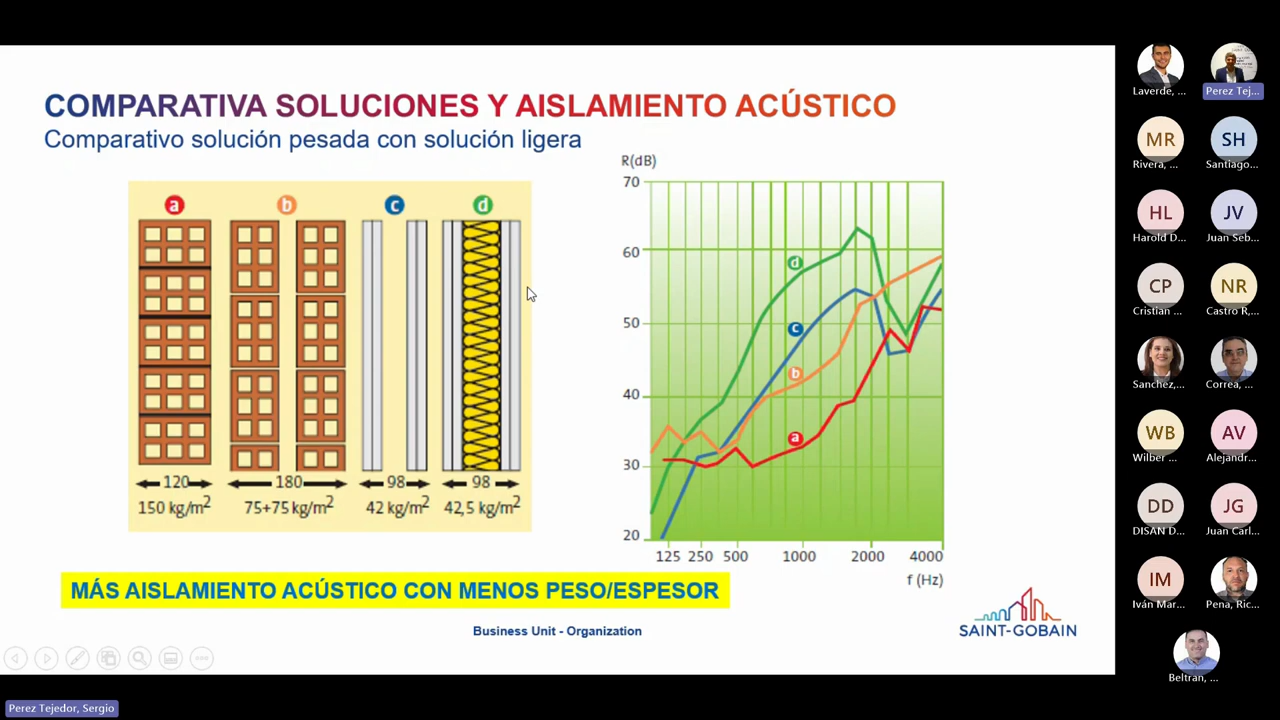 COMPARATIVA SOLUCIONES Y AISLAMIENTO ACÚSTICO
Comparativo solución pesada con solución ligera
a b c d
120 180 98 98
150 kg/m² 75+75 kg/m² 42 kg/m² 42,5 kg/m²
R(dB)
70
60
50
40
30
20
d
c
b
a
125 250 500 1000 2000 4000
f (Hz)
MÁS AISLAMIENTO ACÚSTICO CON MENOS PESO/ESPESOR
Business Unit - Organization
SAINT-GOBAIN
Laverde, ... Perez Tej...
MR SH
Rivera, ... Santiago...
HL JV
Harold D... Juan Seb...
CP NR
Cristian ... Castro R,...
Sanchez,... Correa, ...
WB AV
Wilber ... Alejandr...
DD JG
DISAN D... Juan Carl...
IM
Iván Mar... Pena, Ric...
Beltran, ...
Perez Tejedor, Sergio